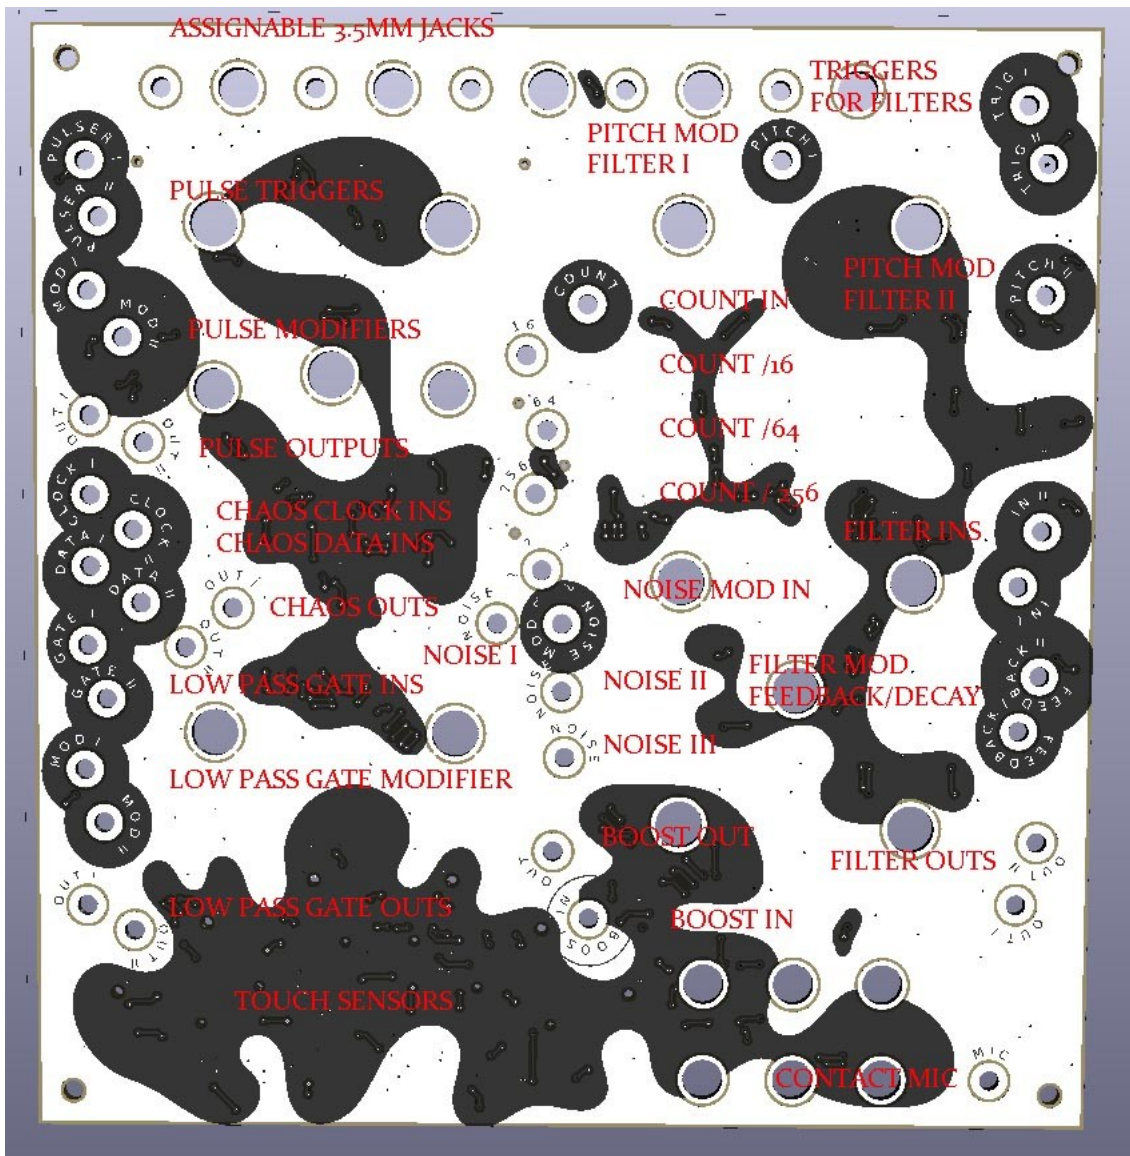 ASSIGNABLE 3.5MM JACKS
TRIGGERS
FOR FILTERS
TRIG I
PULSER I
PITCH MOD
FILTER I
PITCH I
TRIG II
PULSER II
PULSE TRIGGERS
MOD I
MOD II
COUNT
PITCH MOD
FILTER II
PITCH II
COUNT IN
PULSE MODIFIERS
16
COUNT /16
OUT I
OUT II
64
COUNT /64
PULSE OUTPUTS
256
COUNT / 256
CLOCK I
CLOCK II
CHAOS CLOCK INS
CHAOS DATA INS
FILTER INS
IN II
DATA I
DATA II
OUT I
OUT II
CHAOS OUTS
NOISE
NOISE MOD
NOISE MOD IN
IN I
GATE I
GATE II
NOISE I
NOISE
LOW PASS GATE INS
NOISE II
FILTER MOD
FEEDBACK/DECAY
FEEDBACK II
FEEDBACK I
MOD I
MOD II
NOISE III
LOW PASS GATE MODIFIER
BOOST OUT
OUT
FILTER OUTS
OUT II
OUT I
OUT I
OUT II
LOW PASS GATE OUTS
BOOST IN
BOOST IN
TOUCH SENSORS
MIC
CONTACT MIC